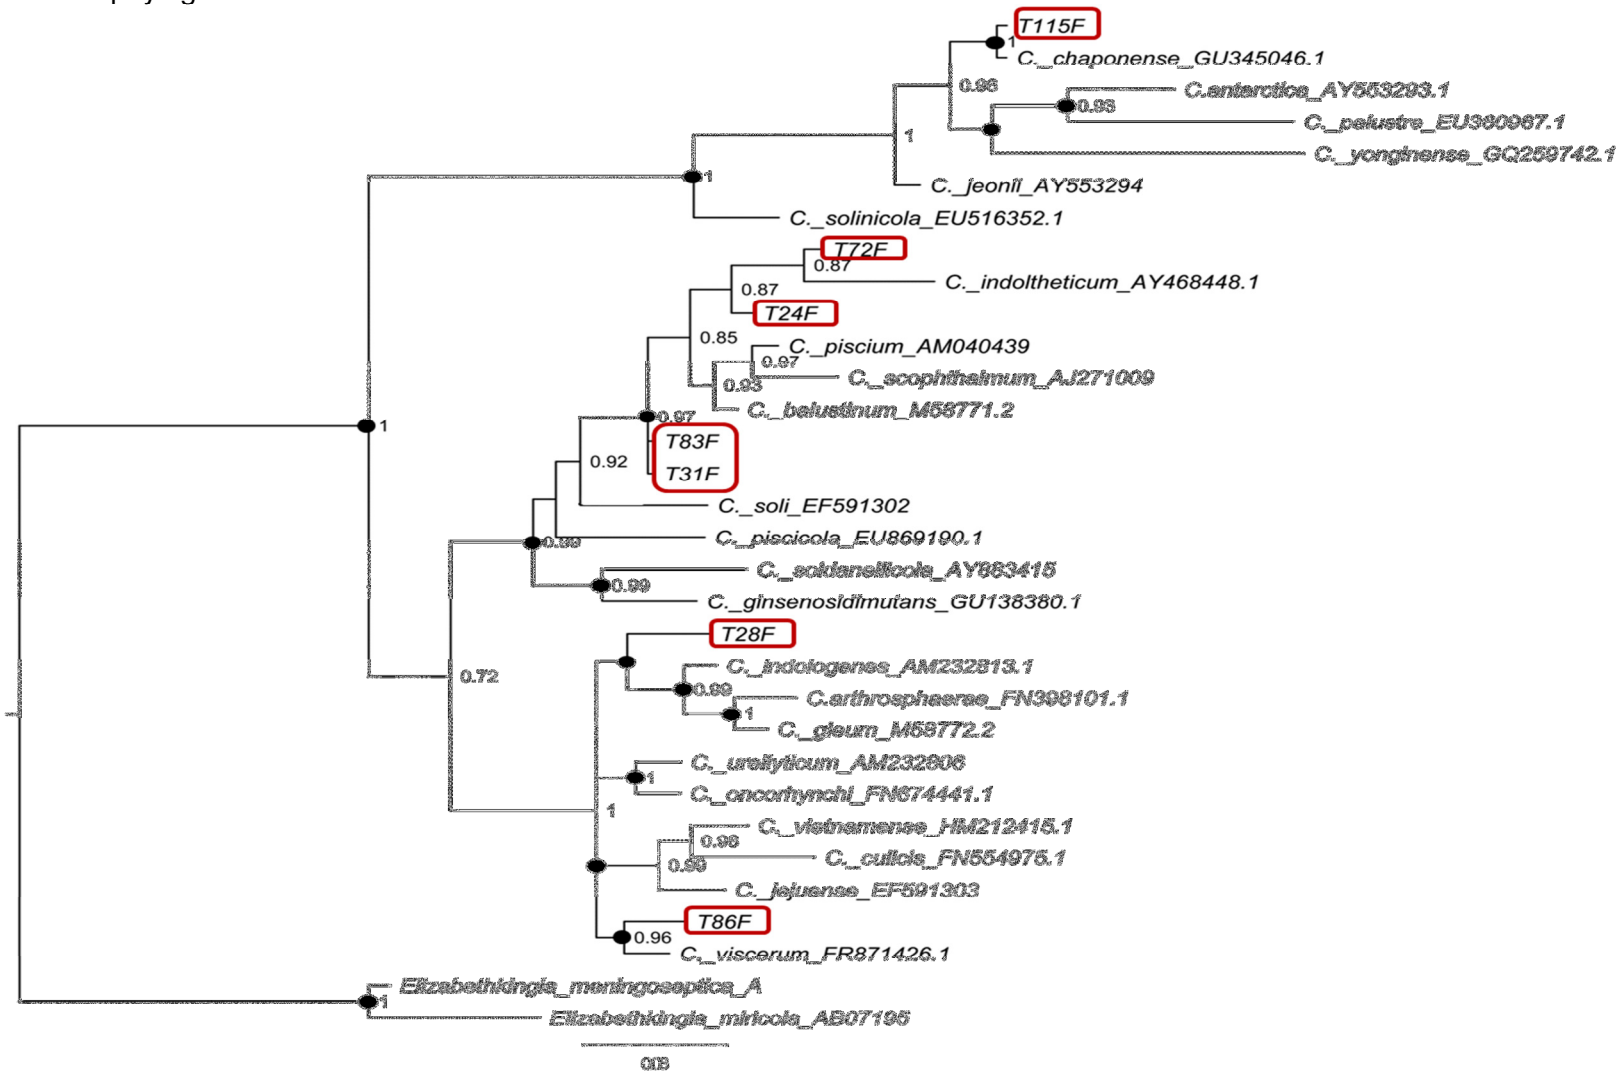 T115F
1
C._chaponense_GU345046.1
0.96
C.antarctica_AY553293.1
0.93
C._palustre_EU360967.1
1
C._yonginense_GQ259742.1
1
C._jeonii_AY553294
C._solinicola_EU516352.1
T72F
0.87
C._indoltheticum_AY468448.1
0.87
T24F
0.85
C._piscium_AM040439
0.97
C._scophthalmum_AJ271009
0.93
C._balustinum_M58771.2
0.97
1
T83F
0.92
T31F
C._soli_EF591302
C._piscicola_EU869190.1
0.99
C._soldanellicola_AY883415
0.99
C._ginsenosidimutans_GU138380.1
T28F
C._indologenes_AM232813.1
0.72
0.99
C.arthrosphaerae_FN398101.1
1
C._gleum_M58772.2
C._ureilyticum_AM232806
1
C._oncorhynchi_FN674441.1
1
C._vietnamense_HM212415.1
0.96
C._culicis_FN554975.1
0.99
C._jejuense_EF591303
T86F
0.96
C._viscerum_FR871426.1
Elizabethkingia_meningoseptica_A
1
Elizabethkingia_miricola_AB07195